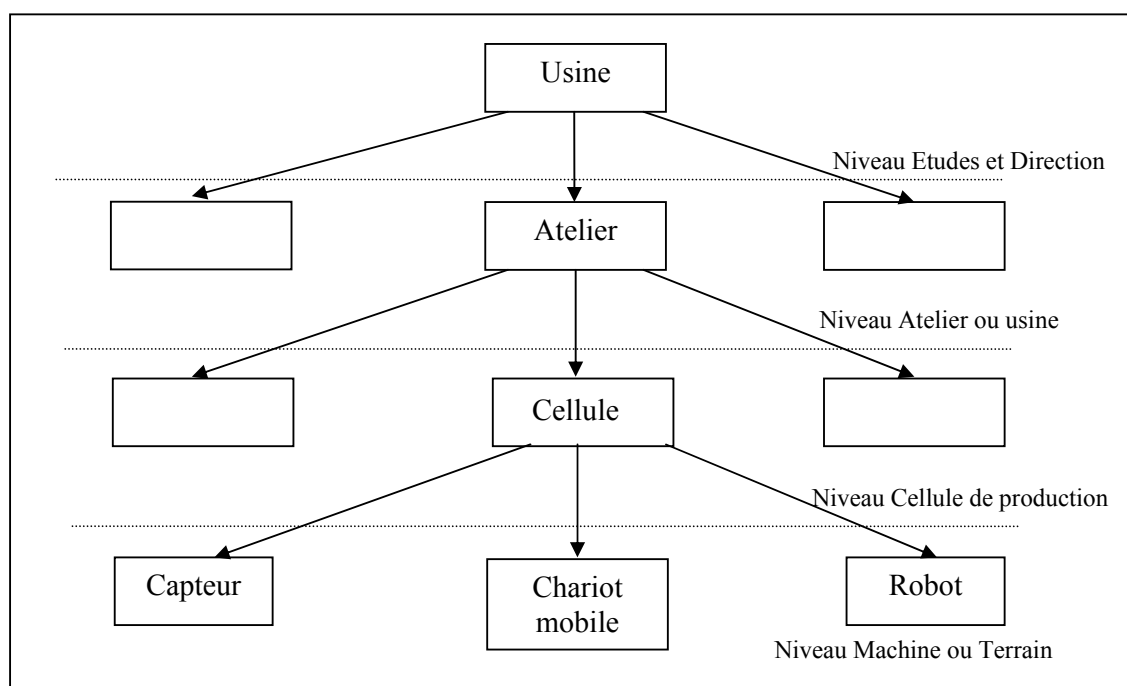 Usine
Niveau Etudes et Direction
Atelier
Niveau Atelier ou usine
Cellule
Niveau Cellule de production
Capteur
Chariot
mobile
Robot
Niveau Machine ou Terrain